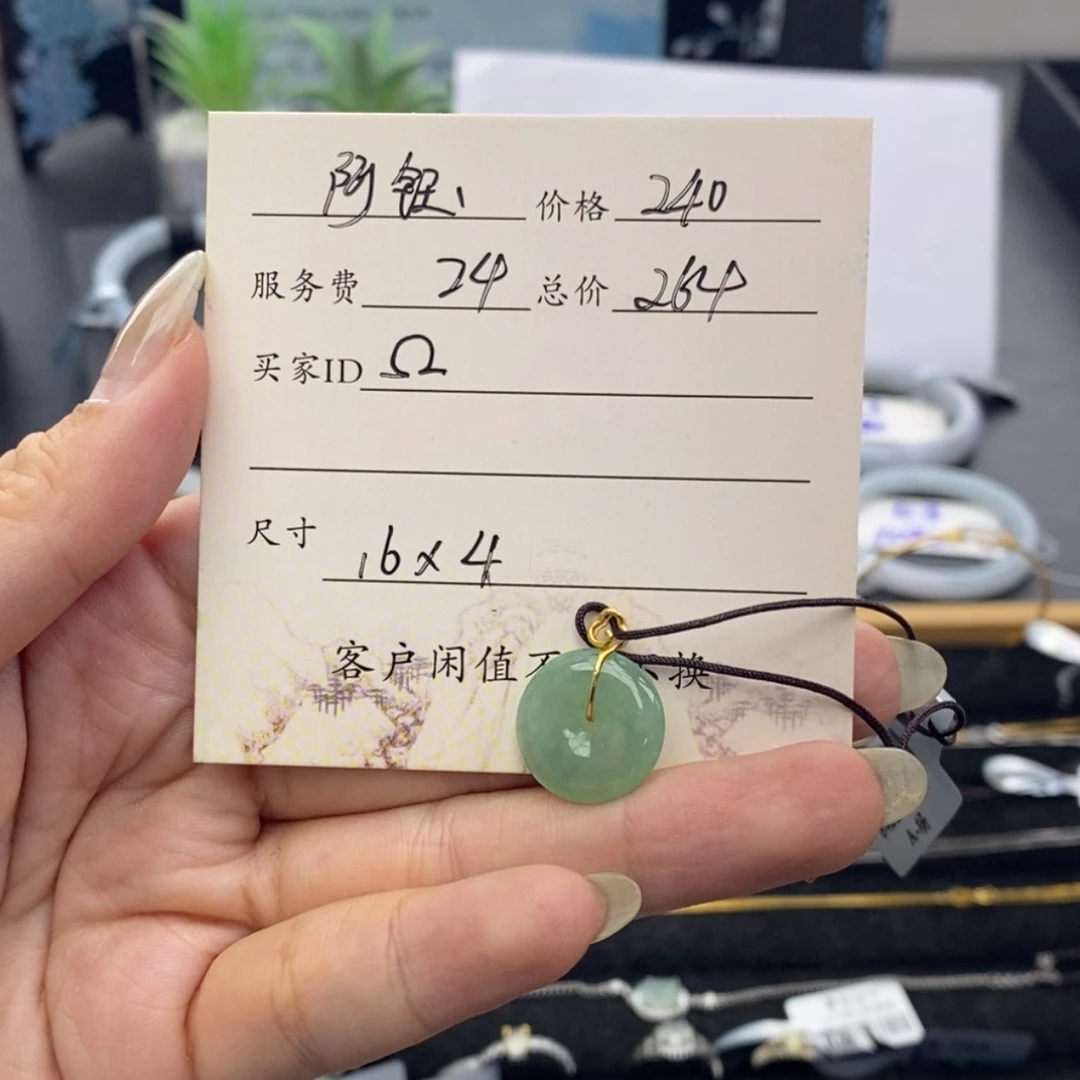 阿银 价格 240
服务费 24 总价 264
买家ID Ω
尺寸 16x4
客户闲值不 换